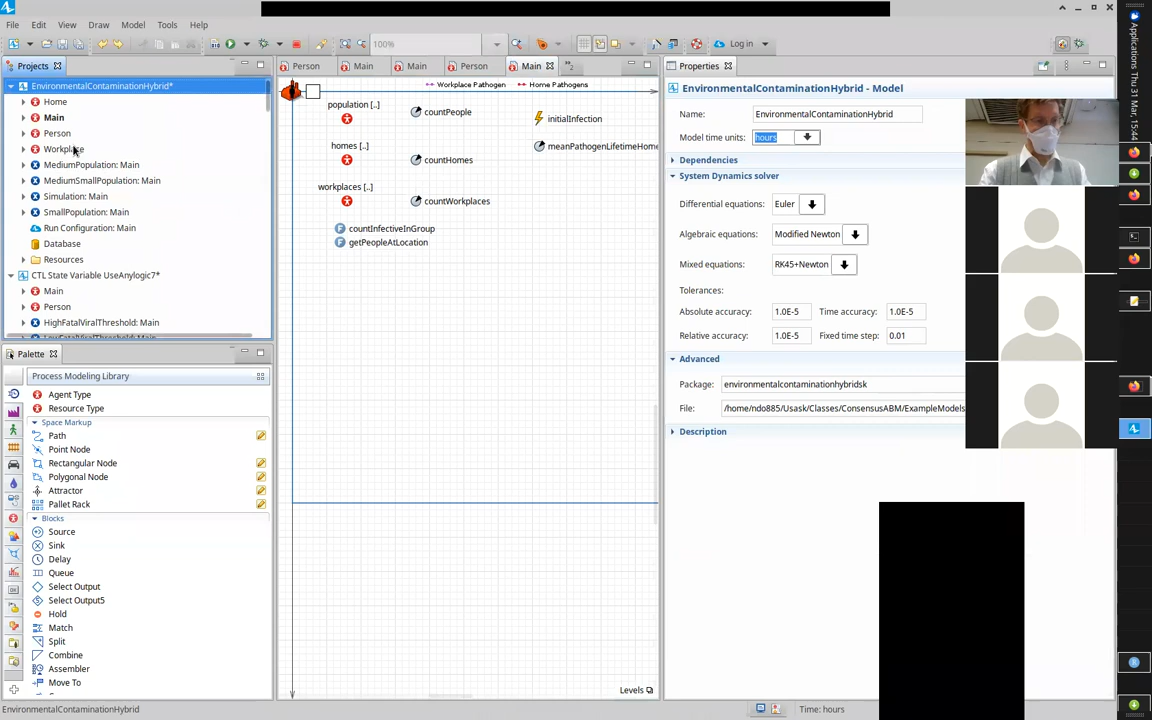 File Edit View Draw Model Tools Help
100% Log in
Projects
EnvironmentalContaminationHybrid*
Home
Main
Person
Workplace
MediumPopulation: Main
MediumSmallPopulation: Main
Simulation: Main
SmallPopulation: Main
Run Configuration: Main
Database
Resources
CTL State Variable UseAnylogic7*
Main
Person
HighFatalViralThreshold: Main
Palette
Process Modeling Library
Agent Type
Resource Type
Space Markup
Path
Point Node
Rectangular Node
Polygonal Node
Attractor
Pallet Rack
Blocks
Source
Sink
Delay
Queue
Select Output
Select Output5
Hold
Match
Split
Combine
Assembler
Move To
EnvironmentalContaminationHybrid
Person Main Main Person Main »2
Workplace Pathogen Home Pathogens
population [..] countPeople initialInfection
homes [..] countHomes meanPathogenLifetimeHome
workplaces [..] countWorkplaces
countInfectiveInGroup
getPeopleAtLocation
Levels
Properties
EnvironmentalContaminationHybrid - Model
Name: EnvironmentalContaminationHybrid
Model time units: hours
Dependencies
System Dynamics solver
Differential equations: Euler
Algebraic equations: Modified Newton
Mixed equations: RK45+Newton
Tolerances:
Absolute accuracy: 1.0E-5 Time accuracy: 1.0E-5
Relative accuracy: 1.0E-5 Fixed time step: 0.01
Advanced
Package: environmentalcontaminationhybridsk
File: /home/ndo885/Usask/Classes/ConsensusABM/ExampleModels
Description
Time: hours
Applications Thu 31 Mar, 15:44